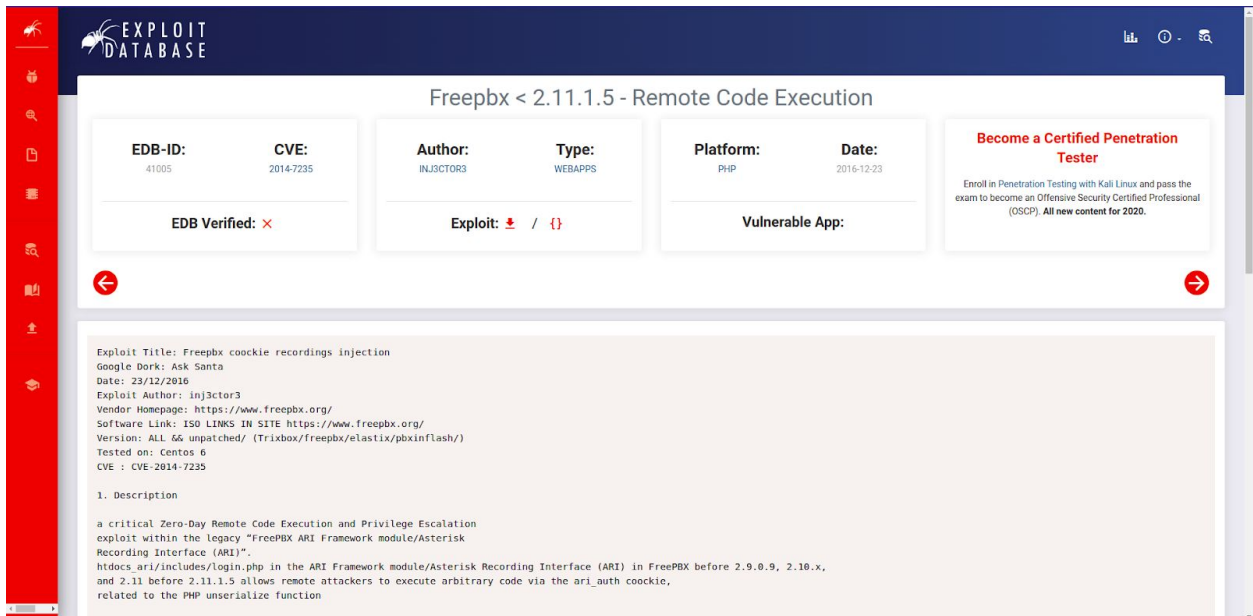 EXPLOIT
DATABASE
Freepbx < 2.11.1.5 - Remote Code Execution
EDB-ID:
41005
CVE:
2014-7235
EDB Verified: ×
Author:
INJ3CTOR3
Type:
WEBAPPS
Exploit: / {}
Platform:
PHP
Date:
2016-12-23
Vulnerable App:
Become a Certified Penetration
Tester
Enroll in Penetration Testing with Kali Linux and pass the
exam to become an Offensive Security Certified Professional
(OSCP). All new content for 2020.
Exploit Title: Freepbx coockie recordings injection
Google Dork: Ask Santa
Date: 23/12/2016
Exploit Author: inj3ctor3
Vendor Homepage: https://www.freepbx.org/
Software Link: ISO LINKS IN SITE https://www.freepbx.org/
Version: ALL && unpatched/ (Trixbox/freepbx/elastix/pbxinflash/)
Tested on: Centos 6
CVE : CVE-2014-7235
1. Description
a critical Zero-Day Remote Code Execution and Privilege Escalation
exploit within the legacy “FreePBX ARI Framework module/Asterisk
Recording Interface (ARI)”.
htdocs_ari/includes/login.php in the ARI Framework module/Asterisk Recording Interface (ARI) in FreePBX before 2.9.0.9, 2.10.x,
and 2.11 before 2.11.1.5 allows remote attackers to execute arbitrary code via the ari_auth coockie,
related to the PHP unserialize function